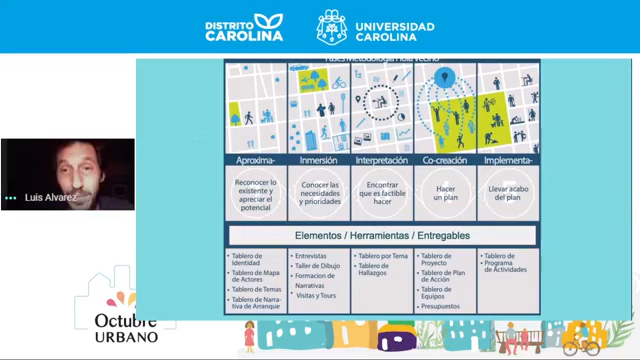 DISTRITO
CAROLINA
UNIVERSIDAD
CAROLINA
Fases Metodología Hola Vecino
Aproxima-
Inmersión
Interpretación
Co-creación
Implementa-
Reconocer lo
existente y
apreciar el
potencial
Conocer las
necesidades
y prioridades
Encontrar
que es factible
hacer
Hacer
un plan
Llevar acabo
del plan
Elementos / Herramientas / Entregables
• Tablero de
Identidad
• Tablero de Mapa
de Actores
• Tablero de Temas
• Tablero de Narra-
tiva de Arranque
• Entrevistas
• Taller de Dibujo
• Formacion de
Narrativas
• Visitas y Tours
• Tablero por Tema
• Tablero de
Hallazgos
• Tablero de
Proyecto
• Tablero de Plan
de Acción
• Tablero de
Equipos
• Presupuestos
• Tablero de
Programa
de Actividades
Luis Alvarez
Octubre
URBANO